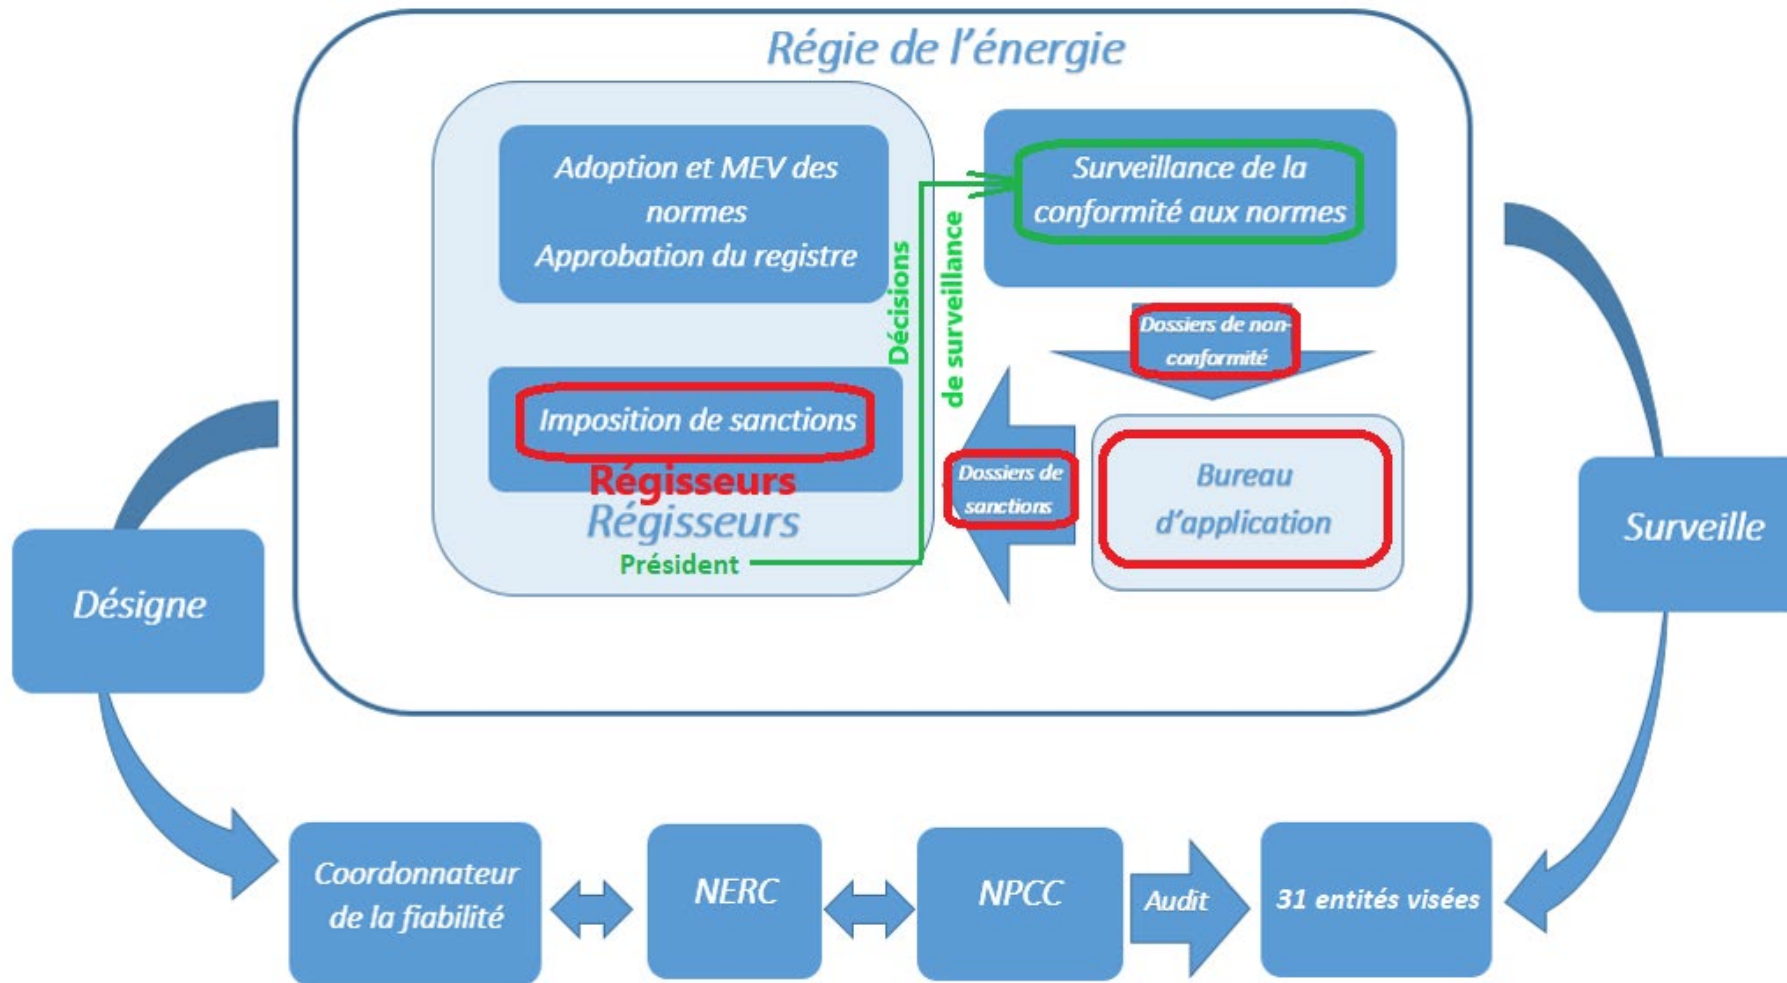 Régie de l'énergie
Adoption et MEV des
normes
Approbation du registre
Surveillance de la
conformité aux normes
Décisions
de surveillance
Dossiers de non-
conformité
Imposition de sanctions
Régisseurs
Régisseurs
Président
Dossiers de
sanctions
Bureau
d'application
Désigne
Surveille
Coordonnateur
de la fiabilité
NERC
NPCC
Audit
31 entités visées